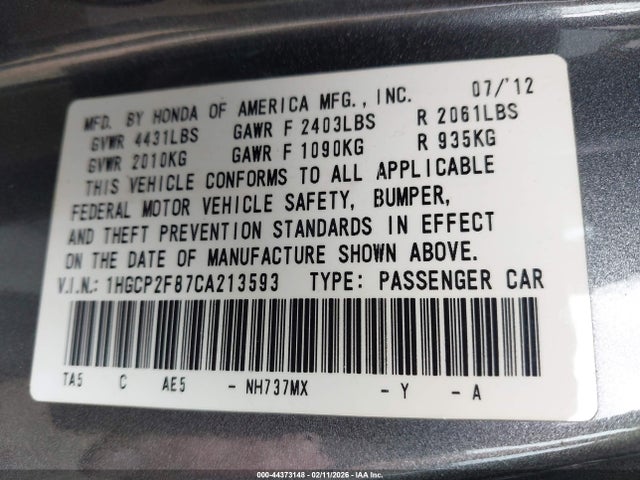 MFD. BY HONDA OF AMERICA MFG., INC. 07/'12
GVWR 4431LBS GAWR F 2403LBS R 2061LBS
GVWR 2010KG GAWR F 1090KG R 935KG
THIS VEHICLE CONFORMS TO ALL APPLICABLE
FEDERAL MOTOR VEHICLE SAFETY, BUMPER,
AND THEFT PREVENTION STANDARDS IN EFFECT
ON THE DATE OF MANUFACTURE SHOWN ABOVE.
V.I.N.: 1HGCP2F87CA213593 TYPE: PASSENGER CAR
TA5 C AE5 - NH737MX - Y - A
000-44373148 - 02/11/2026 - IAA Inc.